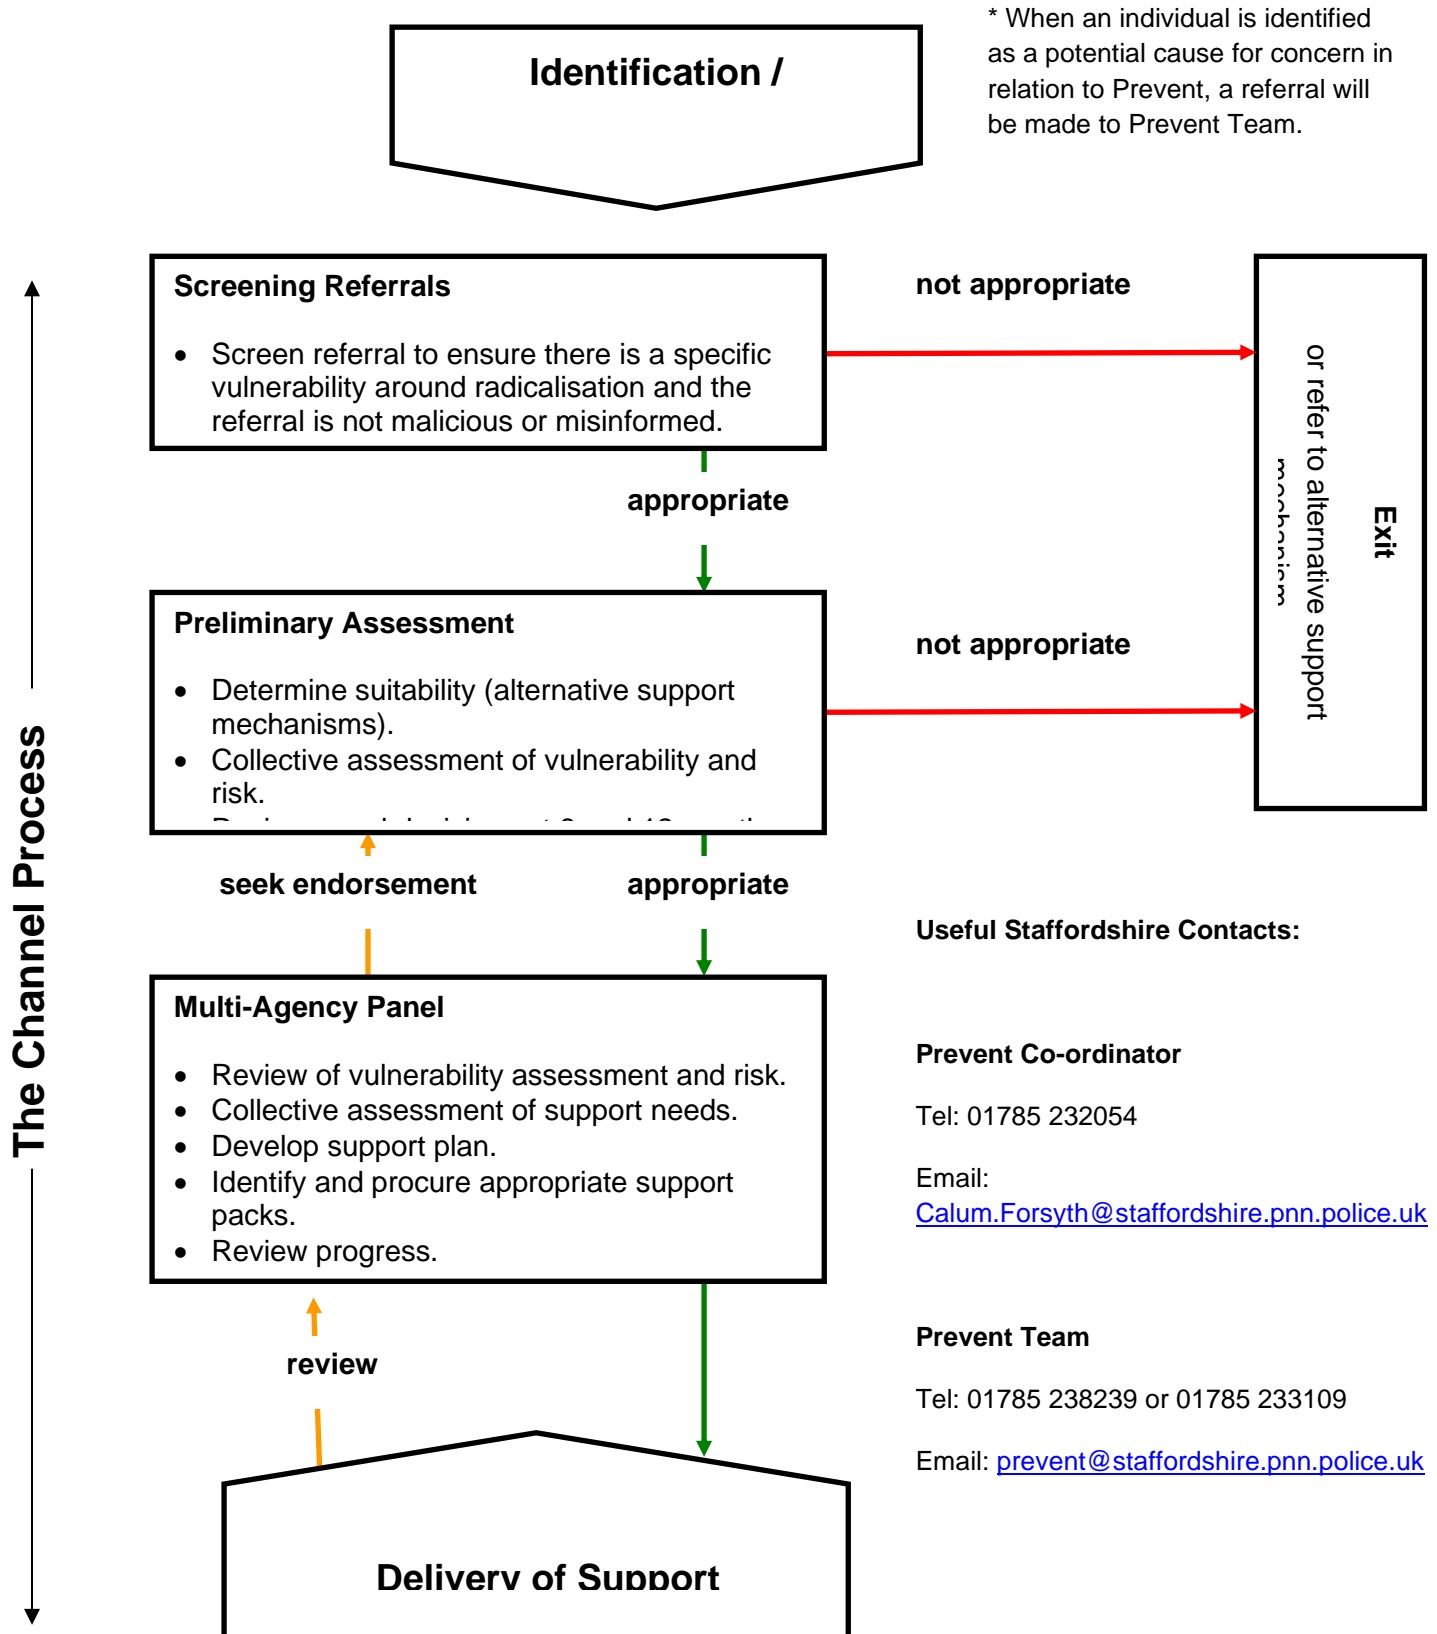 * When an individual is identified
as a potential cause for concern in
relation to Prevent, a referral will
be made to Prevent Team.
Identification /
The Channel Process
Screening Referrals
• Screen referral to ensure there is a specific
vulnerability around radicalisation and the
referral is not malicious or misinformed.
not appropriate
Exit
or refer to alternative support
mechanism
appropriate
Preliminary Assessment
• Determine suitability (alternative support
mechanisms).
• Collective assessment of vulnerability and
risk.
not appropriate
seek endorsement
appropriate
Multi-Agency Panel
• Review of vulnerability assessment and risk.
• Collective assessment of support needs.
• Develop support plan.
• Identify and procure appropriate support
packs.
• Review progress.
review
Delivery of Support
Useful Staffordshire Contacts:
Prevent Co-ordinator
Tel: 01785 232054
Email:
Calum.Forsyth@staffordshire.pnn.police.uk
Prevent Team
Tel: 01785 238239 or 01785 233109
Email: prevent@staffordshire.pnn.police.uk